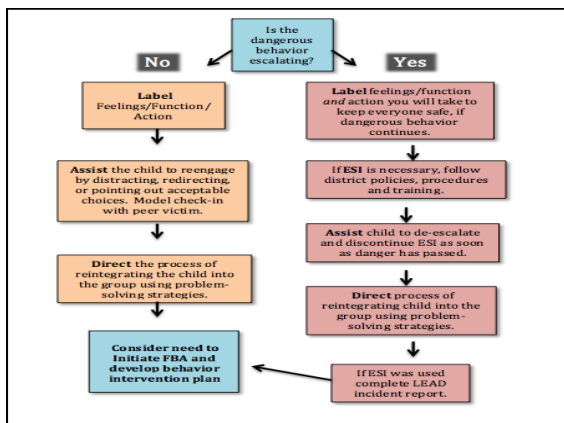 Is the
dangerous
behavior
escalating?
No
Yes
Label
Feelings/Function/
Action
Label feelings/function
and action you will take to
keep everyone safe, if
dangerous behavior
continues.
Assist the child to reengage
by distracting, redirecting,
or pointing out acceptable
choices. Model check-in
with peer victim.
If ESI is necessary, follow
district policies, procedures
and training.
Assist child to de-escalate
and discontinue ESI as soon
as danger has passed.
Direct the process of
reintegrating the child into
the group using problem-
solving strategies.
Direct process of
reintegrating child into the
group using problem-
solving strategies.
Consider need to
Initiate FBA and
develop behavior
intervention plan
If ESI was used
complete LEAD
incident report.